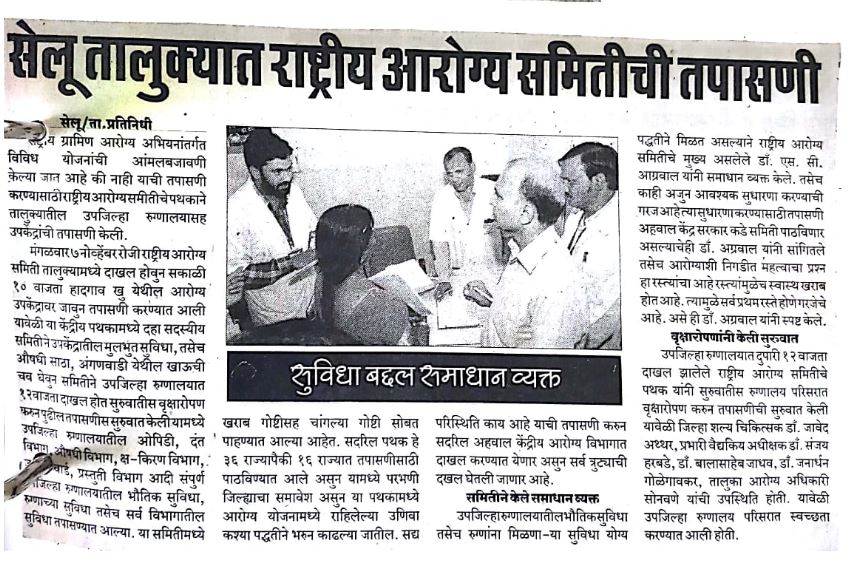 सेलू तालुक्यात राष्ट्रीय आरोग्य समितीची तपासणी
सेलू/ता.प्रतिनिधी
ग्रामिण आरोग्य अभियनांतर्गत
विविध योजनांची आंमलबजावणी
केल्या जात आहे की नाही याची तपासणी
करण्यासाठी राष्ट्रीय आरोग्य समितीचे पथकाने
तालुक्यातील उपजिल्हा रुग्णालयासह
उपकेंद्रांची तपासणी केली.
मंगळवार ७ नोव्हेंबर रोजी राष्ट्रीय आरोग्य
समिती तालुक्यामध्ये दाखल होवुन सकाळी
१० वाजता हादगाव खु येथील आरोग्य
उपकेंद्रावर जावुन तपासणी करण्यात आली
यावेळी या केंद्रीय पथकामध्ये दहा सदस्यीय
समितीने उपकेंद्रातील मुलभुत सुविधा, तसेच
औषधी साठा, अंगणवाडी येथील खाऊची
चव घेवुन समितीने उपजिल्हा रुग्णालयात
१२ वाजता दाखल होत सुरुवातीस वृक्षारोपण
करुन पुढील तपासणीस सुरुवात केली यामध्ये
उपजिल्हा रुग्णालयातील ओपिडी, दंत
विभाग, औषधी विभाग, क्ष-किरण विभाग,
प्रस्तुती विभाग आदी संपुर्ण
उपजिल्हा रुग्णालयातील भौतिक सुविधा,
रुग्णाच्या सुविधा तसेच सर्व विभागातील
सुविधा तपासण्यात आल्या. या समितीमध्ये
सुविधा बद्दल समाधान व्यक्त
खराब गोष्टीसह चांगल्या गोष्टी सोबत
पाहण्यात आल्या आहेत. सदरिल पथक हे
३६ राज्यापैकी १६ राज्यात तपासणीसाठी
पाठविण्यात आले असुन यामध्ये परभणी
जिल्ह्याचा समावेश असुन या पथकामध्ये
आरोग्य योजनामध्ये राहिलेल्या उणिवा
कश्या पद्धतीने भरुन काढल्या जातील. सद्य
परिस्थिति काय आहे याची तपासणी करुन
सदरिल अहवाल केंद्रीय आरोग्य विभागात
दाखल करण्यात येणार असुन सर्व त्रुट्याची
दखल घेतली जाणार आहे.
समितीने केले समाधान व्यक्त
उपजिल्हा रुग्णालयातील भौतिक सुविधा
तसेच रुग्णांना मिळणा-या सुविधा योग्य
पद्धतीने मिळत असल्याने राष्ट्रीय आरोग्य
समितीचे मुख्य असलेले डॉ. एस. सी.
आग्रवाल यांनी समाधान व्यक्त केले. तसेच
काही अजुन आवश्यक सुधारणा करण्याची
गरज आहे त्या सुधारणा करण्यासाठी तपासणी
अहवाल केंद्र सरकार कडे समिती पाठविणार
असल्याचेही डॉ. अग्रवाल यांनी सांगितले
तसेच आरोग्याशी निगडीत महत्वाचा प्रश्न
हा रस्त्यांचा आहे रस्त्यांमुळेच स्वास्थ खराब
होत आहे. त्यामुळे सर्व प्रथम रस्ते होणे गरजेचे
आहे. असे ही डॉ. अग्रवाल यांनी स्पष्ट केले.
वृक्षारोपणांनी केली सुरुवात
उपजिल्हा रुग्णालयात दुपारी १२ वाजता
दाखल झालेले राष्ट्रीय आरोग्य समितीचे
पथक यांनी सुरुवातीस रुग्णालय परिसरात
वृक्षारोपण करुन तपासणीची सुरुवात केली
यावेळी जिल्हा शल्य चिकित्सक डॉ. जावेद
अथ्थर, प्रभारी वैद्यकिय अधीक्षक डॉ. संजय
हरबडे, डॉ. बालासाहेब जाधव, डॉ. जनार्धन
गोळेगावकर, तालुका आरोग्य अधिकारी
सोनवणे यांची उपस्थिति होती. यावेळी
उपजिल्हा रुग्णालय परिसरात स्वच्छता
करण्यात आली होती.